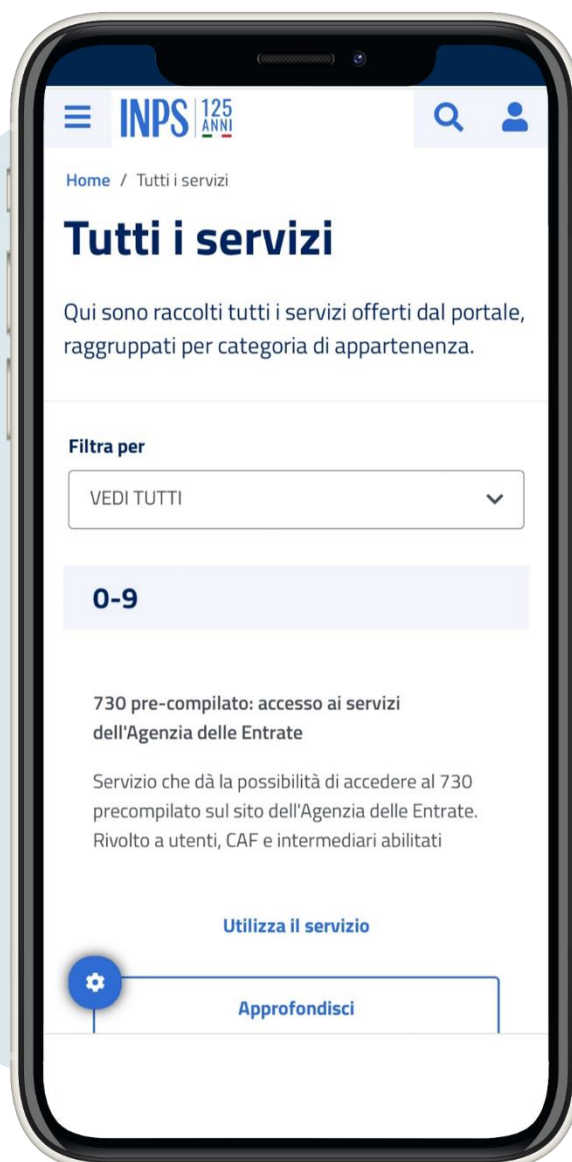 INPS 125 ANNI
Home / Tutti i servizi
Tutti i servizi
Qui sono raccolti tutti i servizi offerti dal portale,
raggruppati per categoria di appartenenza.
Filtra per
VEDI TUTTI
0-9
730 pre-compilato: accesso ai servizi
dell'Agenzia delle Entrate
Servizio che dà la possibilità di accedere al 730
precompilato sul sito dell'Agenzia delle Entrate.
Rivolto a utenti, CAF e intermediari abilitati
Utilizza il servizio
Approfondisci